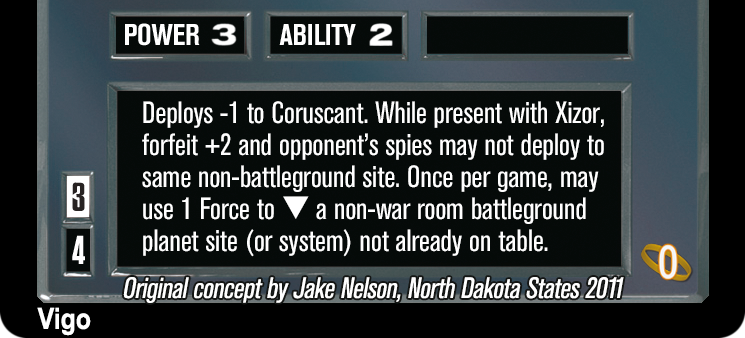 POWER 3 ABILITY 2
Deploys -1 to Coruscant. While present with Xizor,
forfeit +2 and opponent's spies may not deploy to
same non-battleground site. Once per game, may
use 1 Force to ▼ a non-war room battleground
planet site (or system) not already on table.
3
4
0
Original concept by Jake Nelson, North Dakota States 2011
Vigo